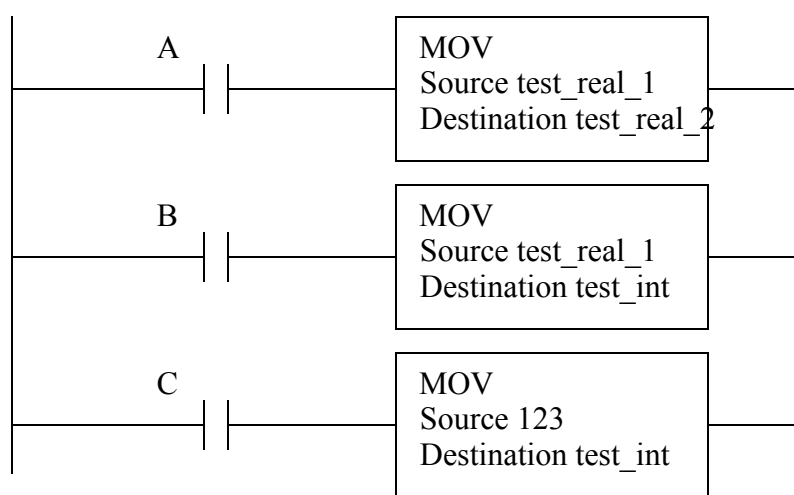 A
MOV
Source test_real_1
Destination test_real_2
B
MOV
Source test_real_1
Destination test_int
C
MOV
Source 123
Destination test_int